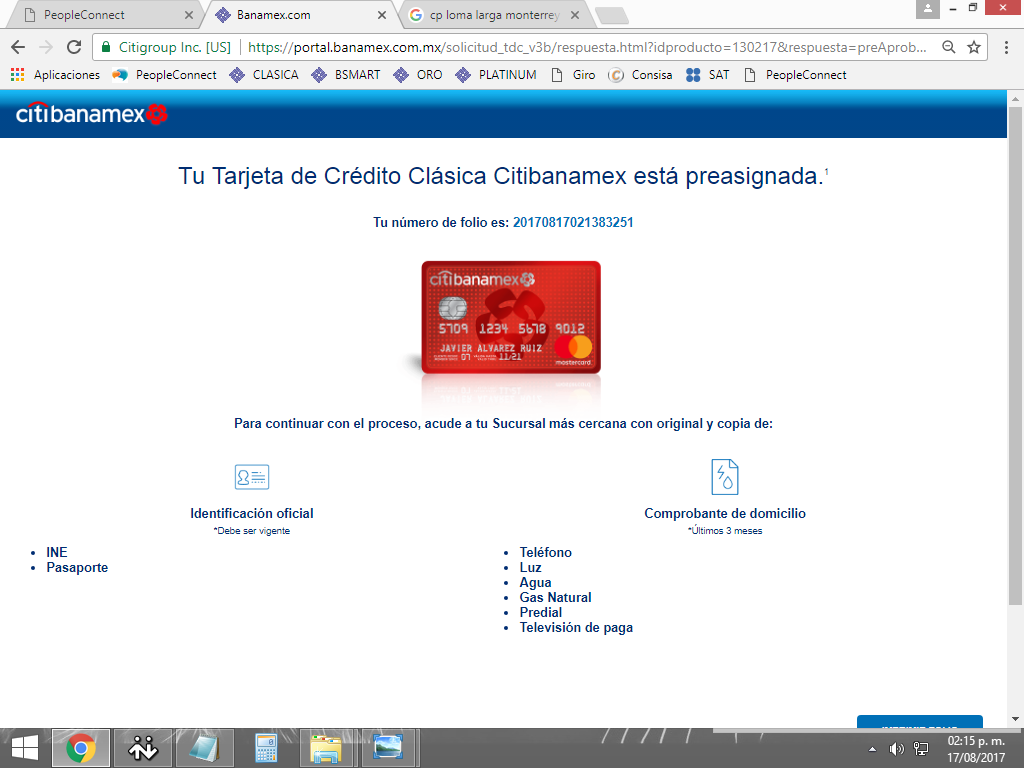 PeopleConnect
Banamex.com
cp loma larga monterrey
Citigroup Inc. [US]
https://portal.banamex.com.mx/solicitud_tdc_v3b/respuesta.html?idproducto=130217&respuesta=preAprob...
Aplicaciones PeopleConnect CLASICA BSMART ORO PLATINUM Giro Consisa SAT PeopleConnect
citibanamex
Tu Tarjeta de Crédito Clásica Citibanamex está preasignada.1
Tu número de folio es: 20170817021383251
citibanamex
5709 1234 5678 9012
JAVIER ALVAREZ RUIZ
07 11/21
mastercard
Para continuar con el proceso, acude a tu Sucursal más cercana con original y copia de:
Identificación oficial
*Debe ser vigente
INE
Pasaporte
Comprobante de domicilio
*Últimos 3 meses
Teléfono
Luz
Agua
Gas Natural
Predial
Televisión de paga
02:15 p. m.
17/08/2017